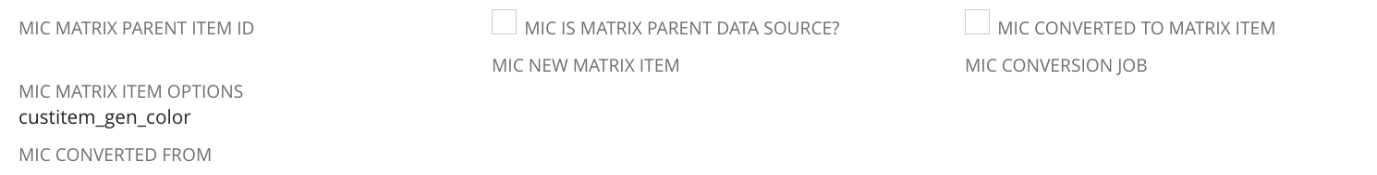 MIC MATRIX PARENT ITEM ID
MIC MATRIX ITEM OPTIONS
custitem_gen_color
MIC CONVERTED FROM
MIC IS MATRIX PARENT DATA SOURCE?
MIC NEW MATRIX ITEM
MIC CONVERTED TO MATRIX ITEM
MIC CONVERSION JOB